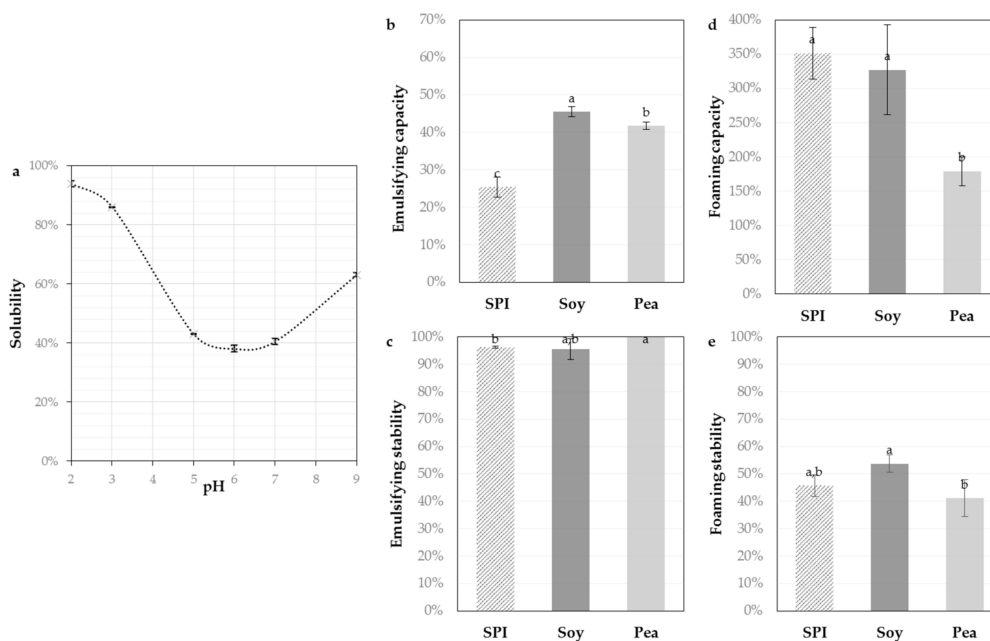 a
Solubility
100%
80%
60%
40%
20%
0%
2 3 4 5 6 7 8 9
pH
b
Emulsifying capacity
70%
60%
50%
40%
30%
20%
10%
0%
c a b
SPI Soy Pea
c
Emulsifying stability
100%
90%
80%
70%
60%
50%
40%
30%
20%
10%
0%
b a,b a
SPI Soy Pea
d
Foaming capacity
400%
350%
300%
250%
200%
150%
100%
50%
0%
a a b
SPI Soy Pea
e
Foaming stability
100%
90%
80%
70%
60%
50%
40%
30%
20%
10%
0%
a,b a b
SPI Soy Pea